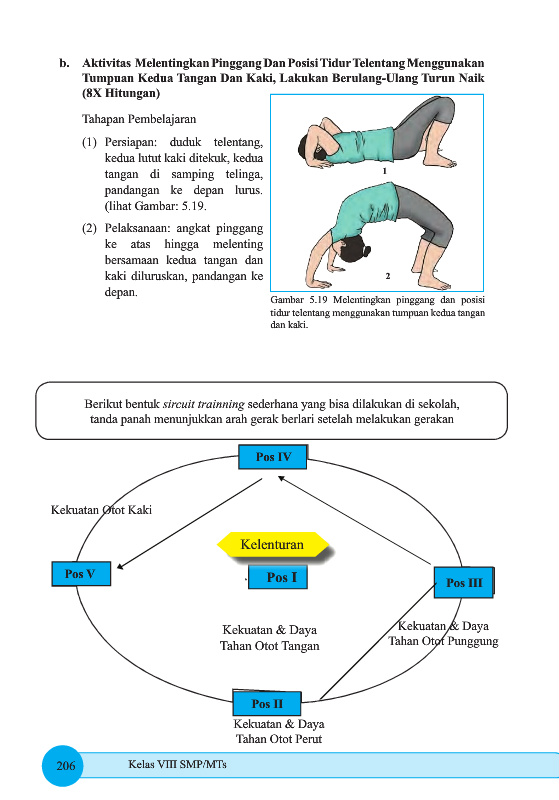 b. Aktivitas Melentingkan Pinggang Dan Posisi Tidur Telentang Menggunakan
Tumpuan Kedua Tangan Dan Kaki, Lakukan Berulang-Ulang Turun Naik
(8X Hitungan)
Tahapan Pembelajaran
(1) Persiapan: duduk telentang,
kedua lutut kaki ditekuk, kedua
tangan di samping telinga,
pandangan ke depan lurus.
(lihat Gambar: 5.19.
(2) Pelaksanaan: angkat pinggang
ke atas hingga melenting
bersamaan kedua tangan dan
kaki diluruskan, pandangan ke
depan.
1
2
Gambar 5.19 Melentingkan pinggang dan posisi
tidur telentang menggunakan tumpuan kedua tangan
dan kaki.
Berikut bentuk sircuit trainning sederhana yang bisa dilakukan di sekolah,
tanda panah menunjukkan arah gerak berlari setelah melakukan gerakan
Pos IV
Kekuatan Otot Kaki
Kelenturan
Pos V
Pos I
Pos III
Kekuatan & Daya
Tahan Otot Tangan
Kekuatan & Daya
Tahan Otot Punggung
Pos II
Kekuatan & Daya
Tahan Otot Perut
206 Kelas VIII SMP/MTs